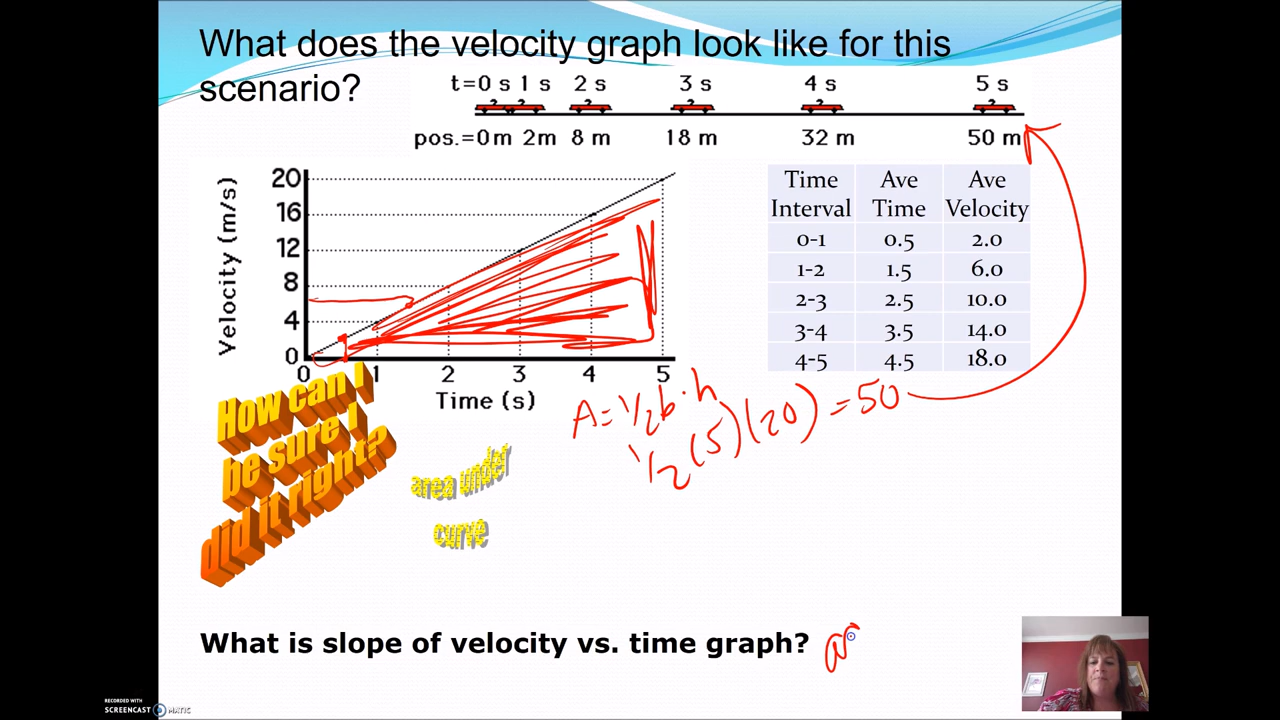 What does the velocity graph look like for this
scenario?
t=0 s 1 s 2 s 3 s 4 s 5 s
pos.=0m 2m 8 m 18 m 32 m 50 m
Velocity (m/s)
20
16
12
8
4
0
0 1 2 3 4 5
Time (s)
Time Interval Ave Time Ave Velocity
0-1 0.5 2.0
1-2 1.5 6.0
2-3 2.5 10.0
3-4 3.5 14.0
4-5 4.5 18.0
A=½b·h
½(5)(20)=50
How can I
be sure I
did it right?
area under
curve
What is slope of velocity vs. time graph?
RECORDED WITH
SCREENCAST MATIC